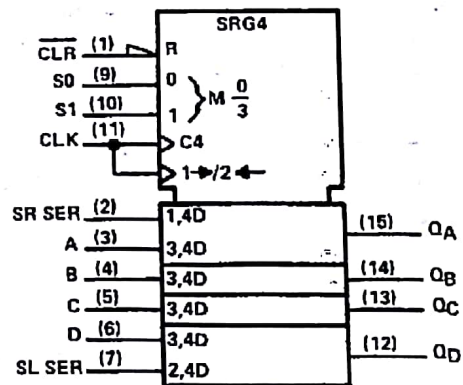 SRG4
CLR (1) R
S0 (9) 0
S1 (10) 1
M 0/3
CLK (11) C4
1→/2←
SR SER (2) 1,4D
(15) QA
A (3) 3,4D
B (4) 3,4D (14) QB
C (5) 3,4D (13) QC
D (6) 3,4D
(12) QD
SL SER (7) 2,4D